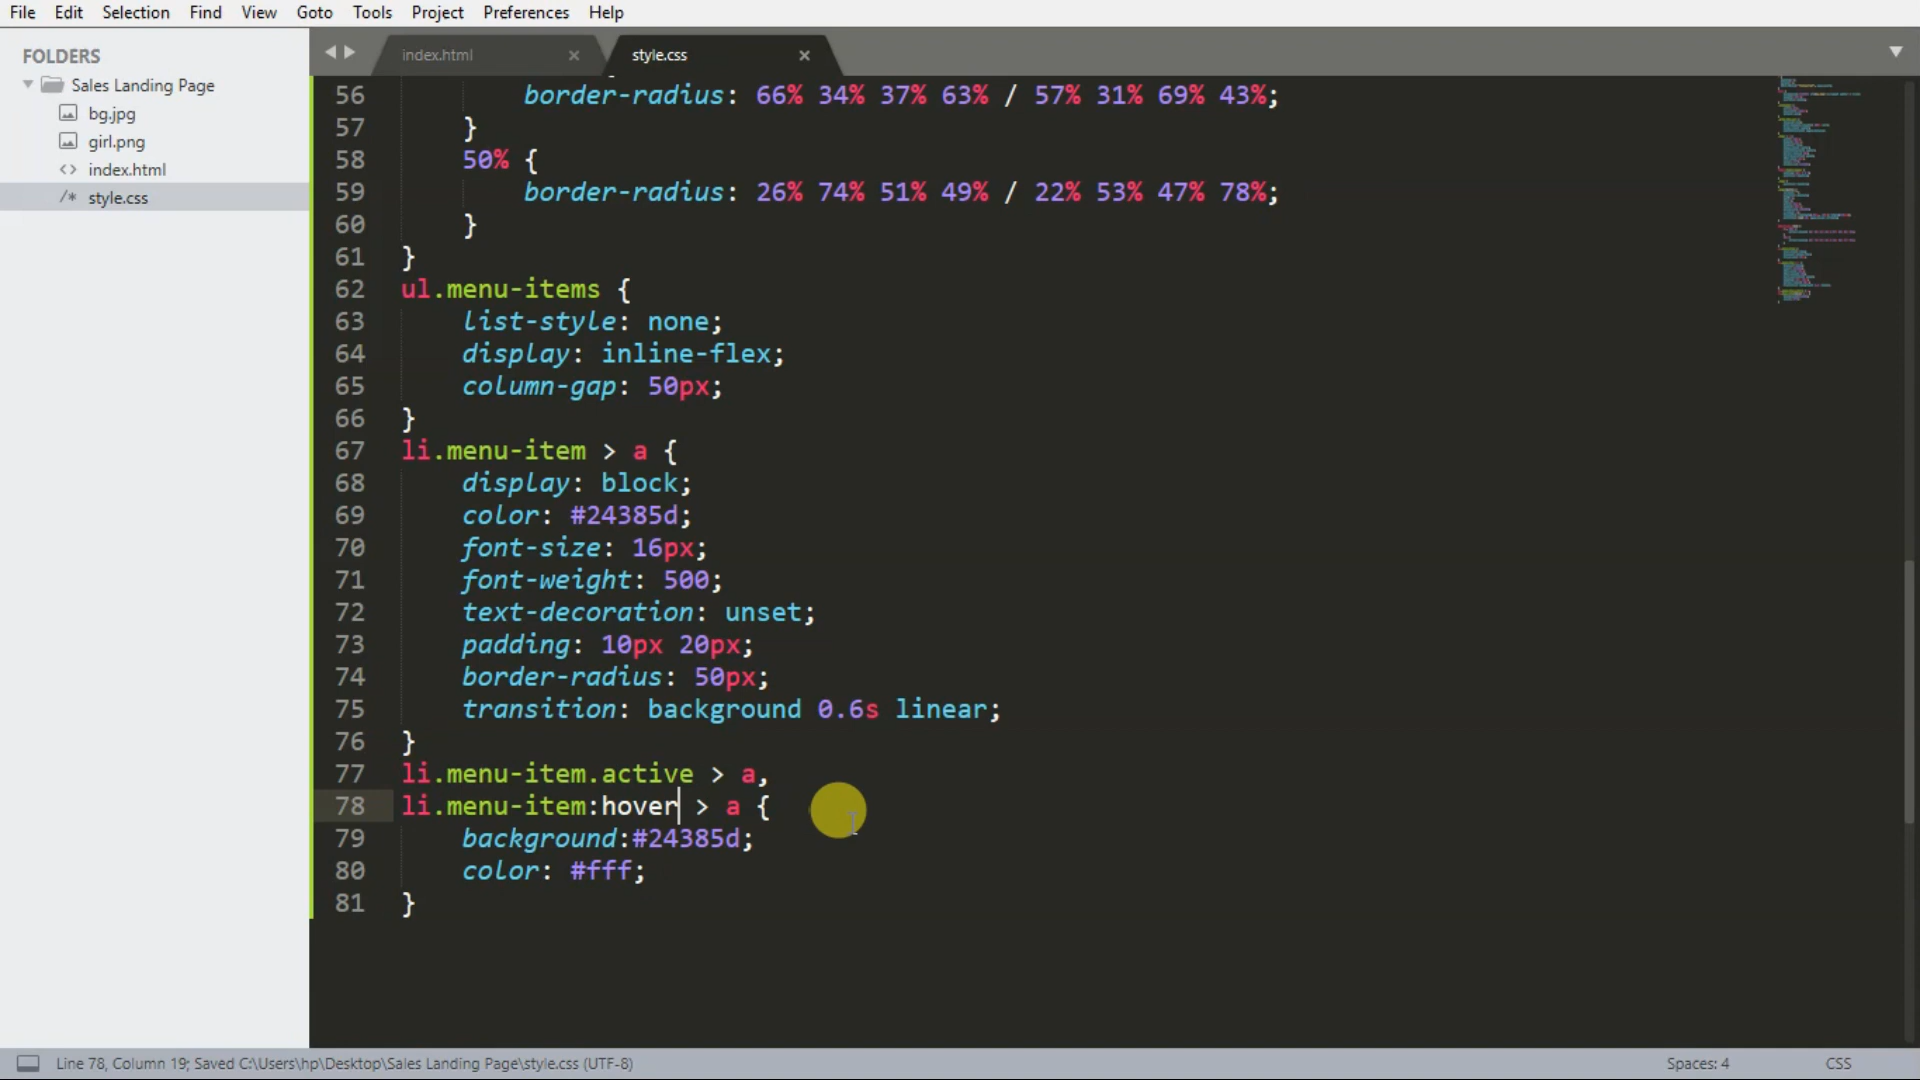 File Edit Selection Find View Goto Tools Project Preferences Help
FOLDERS
Sales Landing Page
bg.jpg
girl.png
<> index.html
/* style.css
index.html × style.css ×
56 border-radius: 66% 34% 37% 63% / 57% 31% 69% 43%;
57 }
58 50% {
59 border-radius: 26% 74% 51% 49% / 22% 53% 47% 78%;
60 }
61 }
62 ul.menu-items {
63 list-style: none;
64 display: inline-flex;
65 column-gap: 50px;
66 }
67 li.menu-item > a {
68 display: block;
69 color: #24385d;
70 font-size: 16px;
71 font-weight: 500;
72 text-decoration: unset;
73 padding: 10px 20px;
74 border-radius: 50px;
75 transition: background 0.6s linear;
76 }
77 li.menu-item.active > a,
78 li.menu-item:hover > a {
79 background:#24385d;
80 color: #fff;
81 }
Line 78, Column 19; Saved C:\Users\hp\Desktop\Sales Landing Page\style.css (UTF-8) Spaces: 4 CSS